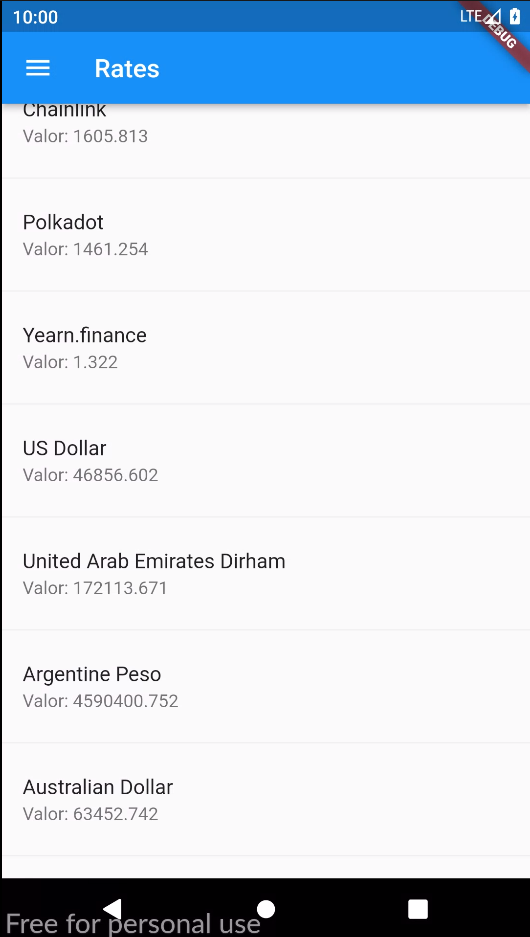 10:00
LTE
DEBUG
Rates
Chainlink
Valor: 1605.813
Polkadot
Valor: 1461.254
Yearn.finance
Valor: 1.322
US Dollar
Valor: 46856.602
United Arab Emirates Dirham
Valor: 172113.671
Argentine Peso
Valor: 4590400.752
Australian Dollar
Valor: 63452.742
Free for personal use